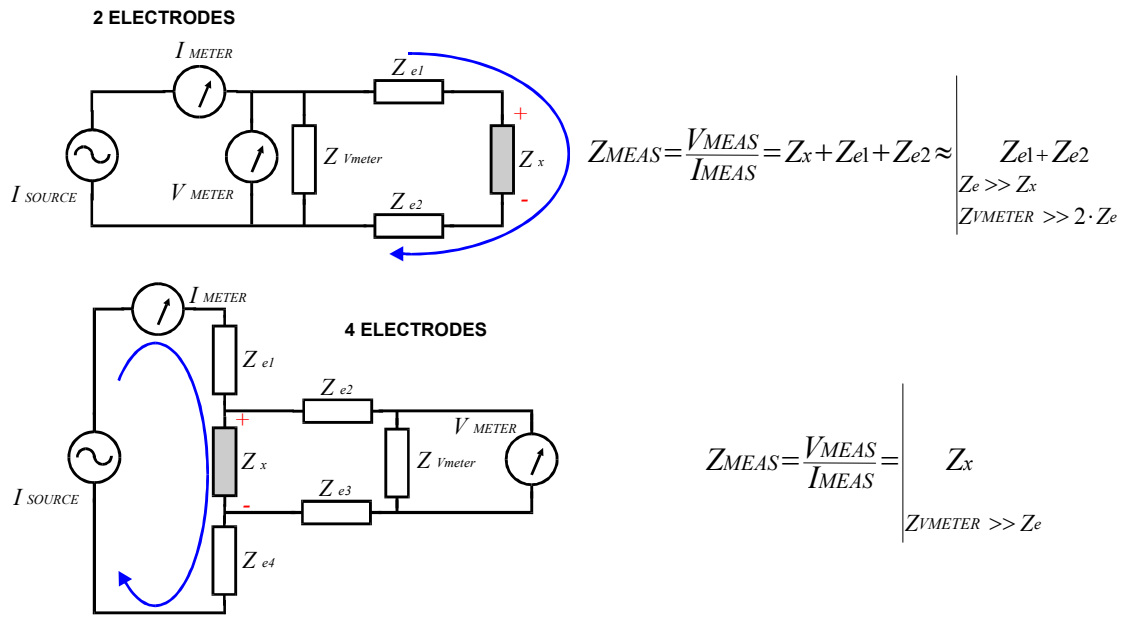 2 ELECTRODES
I METER
Z e1
+
Z Vmeter
Z x
I SOURCE
V METER
-
Z e2
ZMEAS=VMEAS/IMEAS=Zx+Ze1+Ze2≈| Ze1+Ze2
Ze >> Zx
ZVMETER >> 2·Ze
I METER
4 ELECTRODES
Z e1
Z e2
+
V METER
Z x
Z Vmeter
I SOURCE
Z e3
-
Z e4
ZMEAS=VMEAS/IMEAS=| Zx
ZVMETER >> Ze